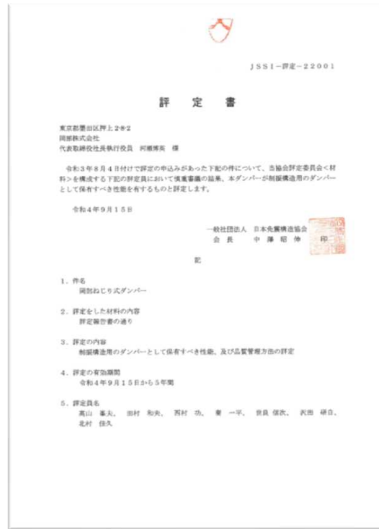 JSSI-評定-22001
評 定 書
東京都墨田区押上2-8-2
岡部株式会社
代表取締役社長執行役員 河瀬博英 様
令和3年8月4日付けで評定の申込みがあった下記の件について、当協会評定委員会<材
料>を構成する下記の評定員において慎重審議の結果、本ダンパーが制振構造用のダンパー
として保有すべき性能を有するものと評定します。
令和4年9月15日
一般社団法人 日本免震構造協会
会 長 中 澤 昭 伸 印
記
1. 件名
岡部ねじり式ダンパー
2. 評定をした材料の内容
評定報告書の通り
3. 評定の内容
制振構造用のダンパーとして保有すべき性能、及び品質管理方法の評定
4. 評定の有効期間
令和4年9月15日から5年間
5. 評定員名
高山 峯夫、 田村 和夫、 西村 功、 曽田 一平、 世良 信次、 沢田 研自、
北村 佳久